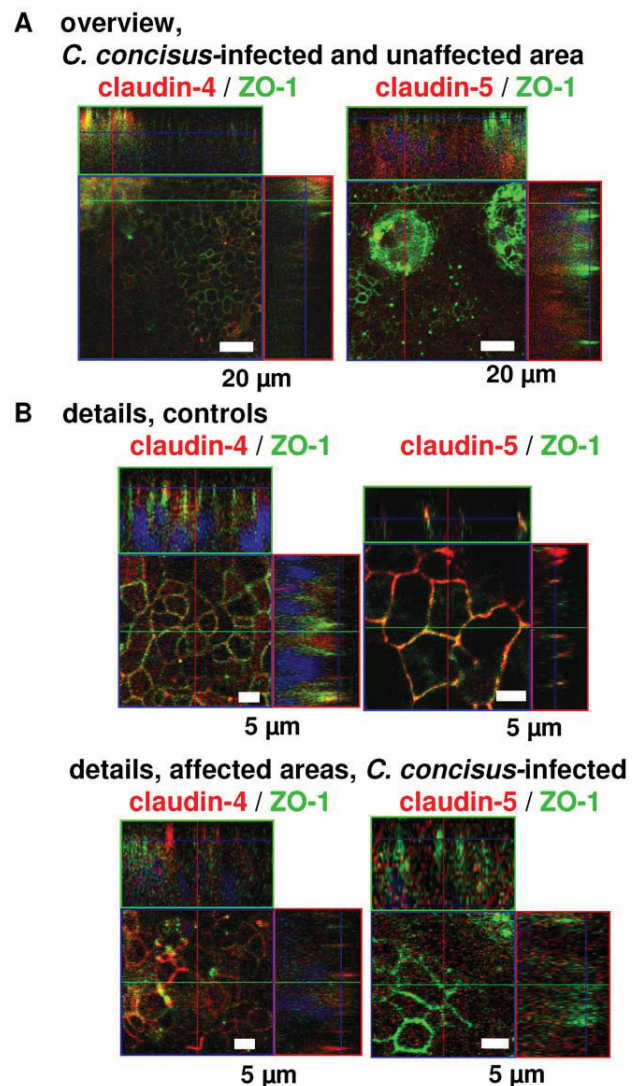 A overview,
C. concisus-infected and unaffected area
claudin-4 / ZO-1 claudin-5 / ZO-1
20 µm 20 µm
B details, controls
claudin-4 / ZO-1 claudin-5 / ZO-1
5 µm 5 µm
details, affected areas, C. concisus-infected
claudin-4 / ZO-1 claudin-5 / ZO-1
5 µm 5 µm